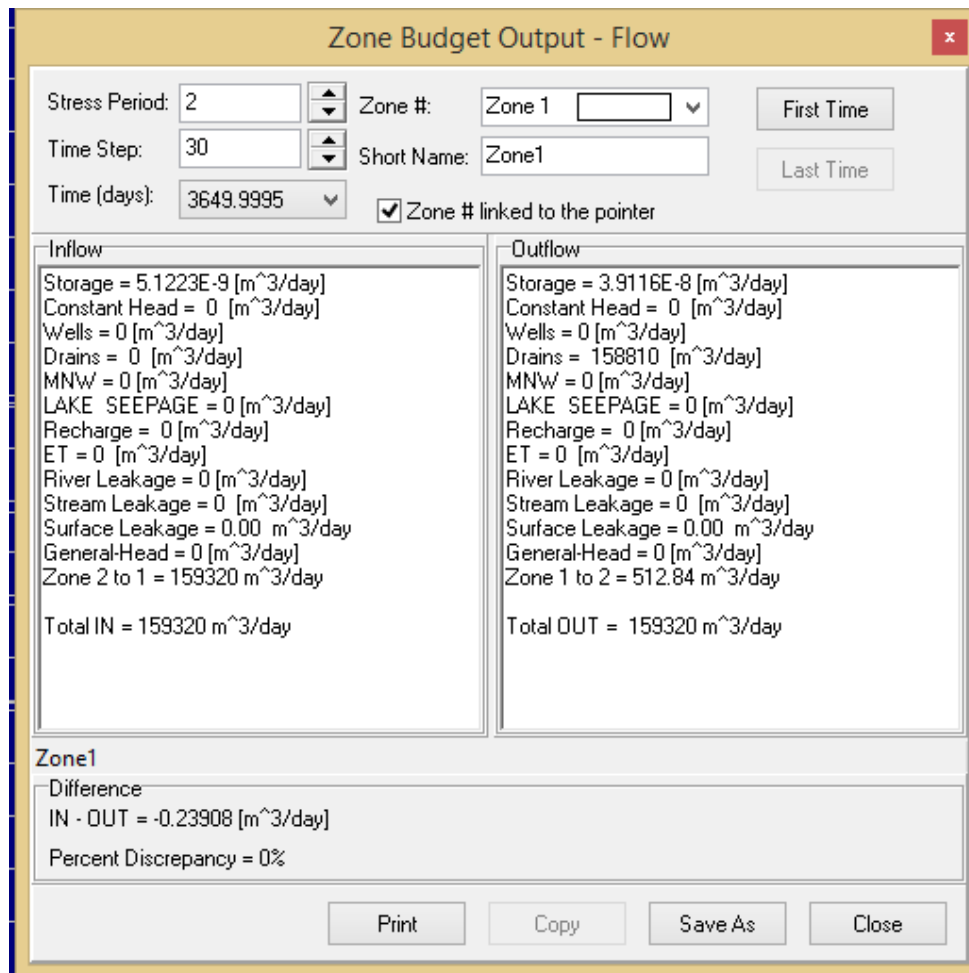 Zone Budget Output - Flow
x
Stress Period: 2 Zone #: Zone 1 First Time
Time Step: 30 Short Name: Zone1 Last Time
Time (days): 3649.9995 Zone # linked to the pointer
Inflow
Storage = 5.1223E-9 [m^3/day]
Constant Head = 0 [m^3/day]
Wells = 0 [m^3/day]
Drains = 0 [m^3/day]
MNW = 0 [m^3/day]
LAKE SEEPAGE = 0 [m^3/day]
Recharge = 0 [m^3/day]
ET = 0 [m^3/day]
River Leakage = 0 [m^3/day]
Stream Leakage = 0 [m^3/day]
Surface Leakage = 0.00 m^3/day
General-Head = 0 [m^3/day]
Zone 2 to 1 = 159320 m^3/day
Total IN = 159320 m^3/day
Outflow
Storage = 3.9116E-8 [m^3/day]
Constant Head = 0 [m^3/day]
Wells = 0 [m^3/day]
Drains = 158810 [m^3/day]
MNW = 0 [m^3/day]
LAKE SEEPAGE = 0 [m^3/day]
Recharge = 0 [m^3/day]
ET = 0 [m^3/day]
River Leakage = 0 [m^3/day]
Stream Leakage = 0 [m^3/day]
Surface Leakage = 0.00 m^3/day
General-Head = 0 [m^3/day]
Zone 1 to 2 = 512.84 m^3/day
Total OUT = 159320 m^3/day
Zone1
Difference
IN - OUT = -0.23908 [m^3/day]
Percent Discrepancy = 0%
Print Copy Save As Close